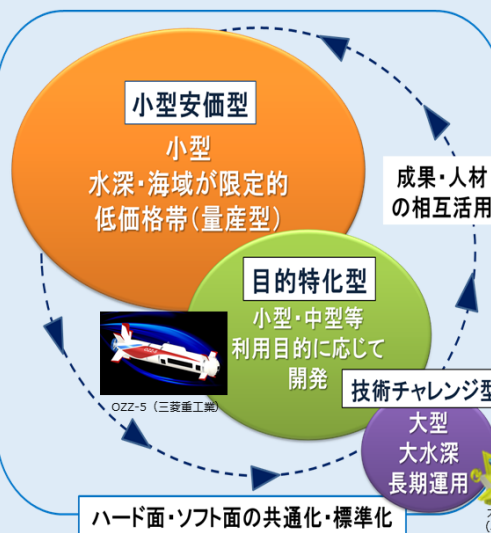 小型安価型
小型
水深・海域が限定的
低価格帯(量産型)
成果・人材
の相互活用
目的特化型
小型・中型等
利用目的に応じて
開発
OZZ-5（三菱重工業）
技術チャレンジ型
大型
大水深
長期運用
ハード面・ソフト面の共通化・標準化